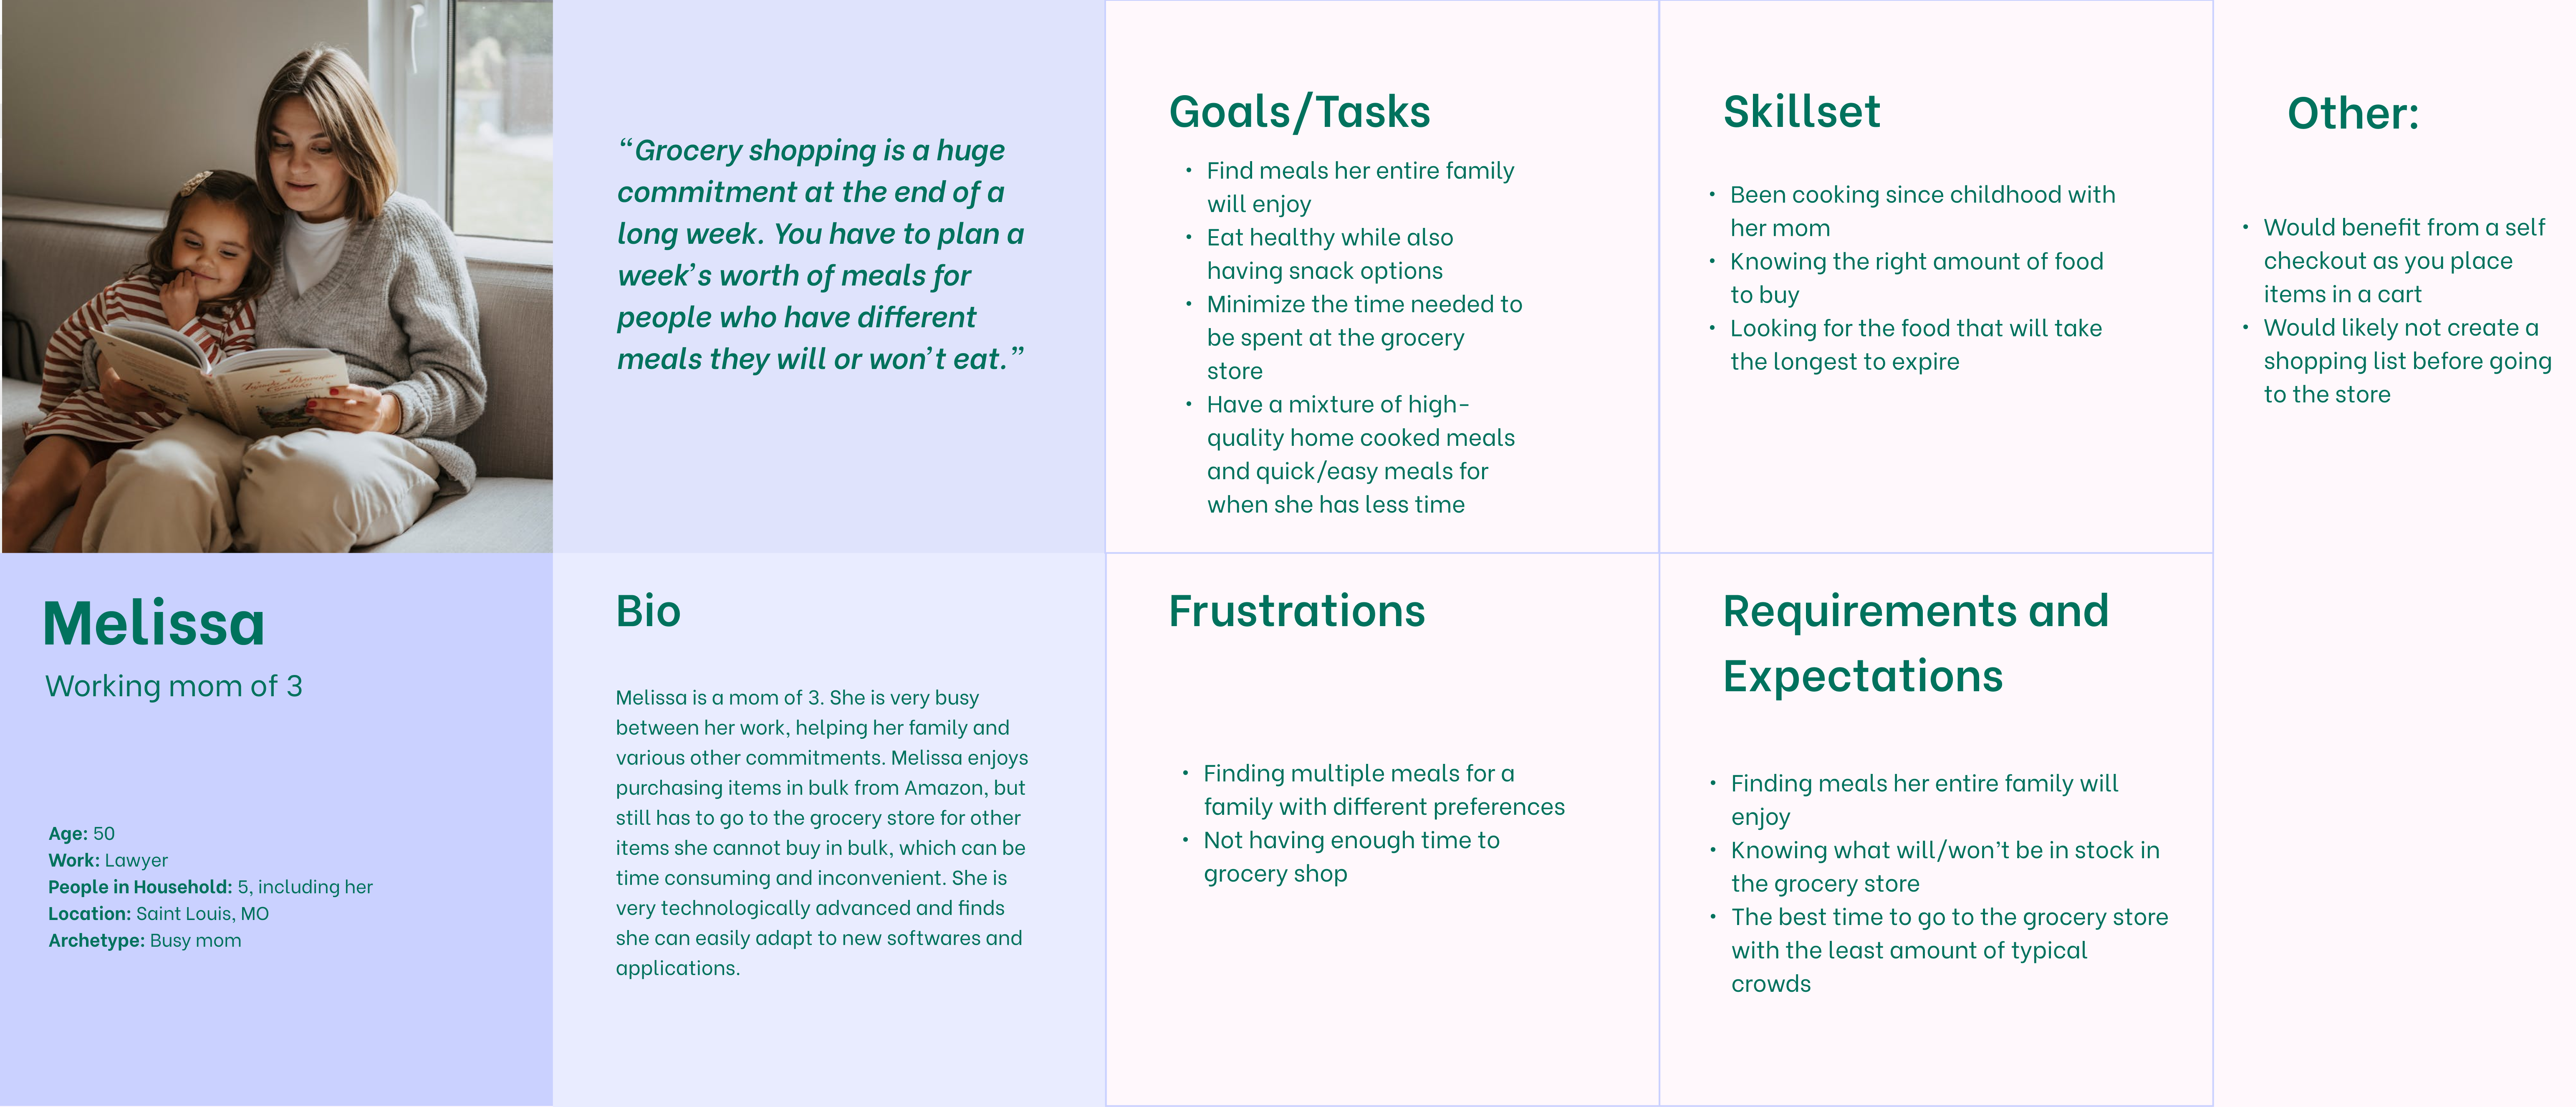 “Grocery shopping is a huge
commitment at the end of a
long week. You have to plan a
week’s worth of meals for
people who have different
meals they will or won’t eat.”
Goals/Tasks
• Find meals her entire family
will enjoy
• Eat healthy while also
having snack options
• Minimize the time needed to
be spent at the grocery
store
• Have a mixture of high-
quality home cooked meals
and quick/easy meals for
when she has less time
Skillset
• Been cooking since childhood with
her mom
• Knowing the right amount of food
to buy
• Looking for the food that will take
the longest to expire
Other:
• Would benefit from a self
checkout as you place
items in a cart
• Would likely not create a
shopping list before going
to the store
Melissa
Working mom of 3
Age: 50
Work: Lawyer
People in Household: 5, including her
Location: Saint Louis, MO
Archetype: Busy mom
Bio
Melissa is a mom of 3. She is very busy
between her work, helping her family and
various other commitments. Melissa enjoys
purchasing items in bulk from Amazon, but
still has to go to the grocery store for other
items she cannot buy in bulk, which can be
time consuming and inconvenient. She is
very technologically advanced and finds
she can easily adapt to new softwares and
applications.
Frustrations
• Finding multiple meals for a
family with different preferences
• Not having enough time to
grocery shop
Requirements and
Expectations
• Finding meals her entire family will
enjoy
• Knowing what will/won’t be in stock in
the grocery store
• The best time to go to the grocery store
with the least amount of typical
crowds